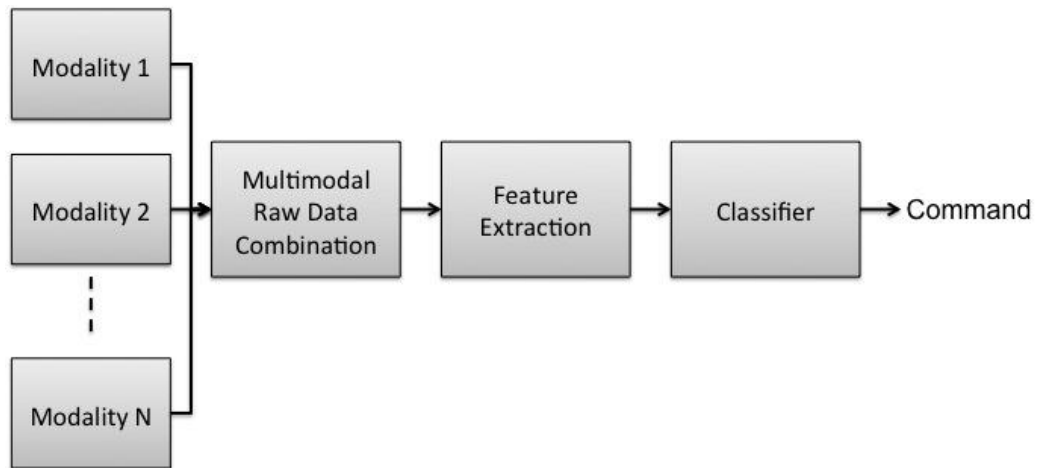 Modality 1
Modality 2
Modality N
Multimodal
Raw Data
Combination
Feature
Extraction
Classifier
Command